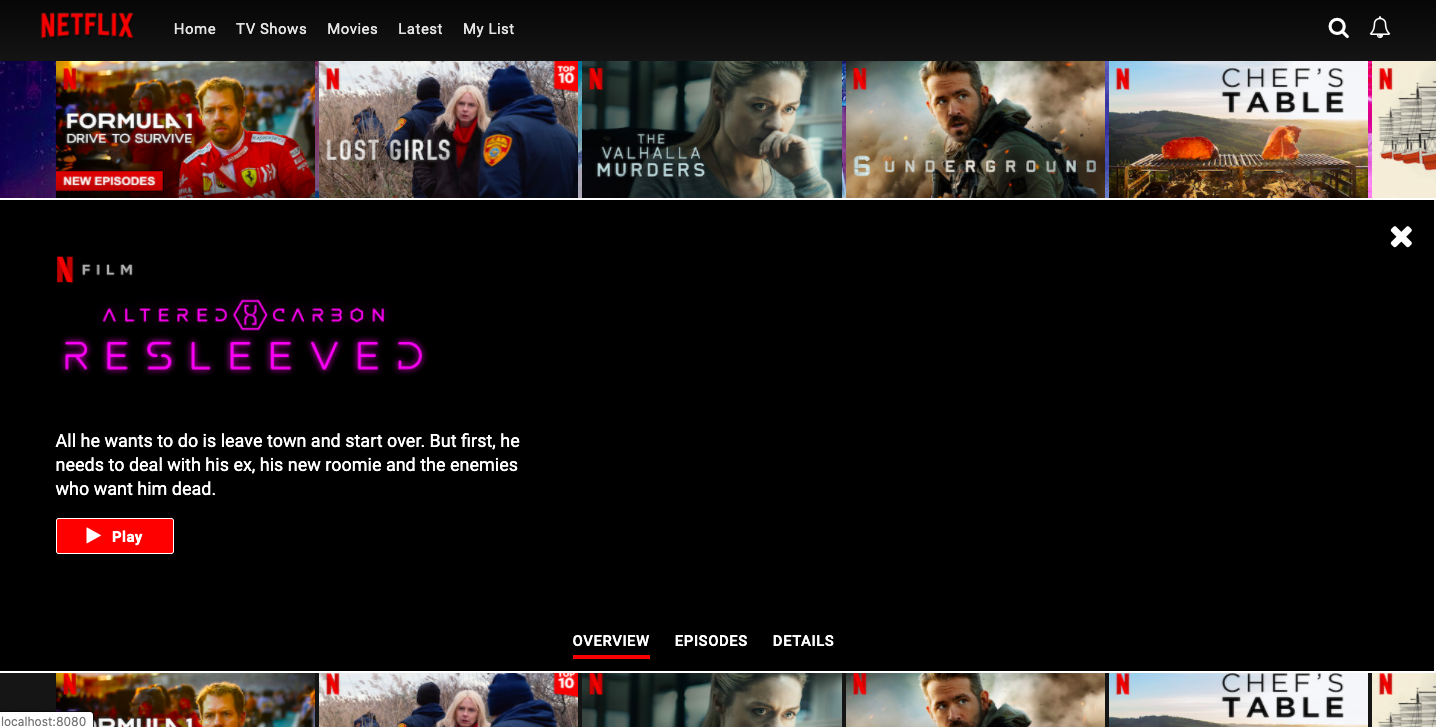 NETFLIX
Home TV Shows Movies Latest My List
N
FORMULA 1
DRIVE TO SURVIVE
NEW EPISODES
N
TOP
10
LOST GIRLS
N
THE
VALHALLA
MURDERS
N
6 UNDERGROUND
N
CHEF'S
TABLE
N
N FILM
ALTERED CARBON
RESLEEVED
All he wants to do is leave town and start over. But first, he
needs to deal with his ex, his new roomie and the enemies
who want him dead.
Play
OVERVIEW EPISODES DETAILS
N
N
TOP
10
N
N
N
CHEF'S
TABLE
N
localhost:8080